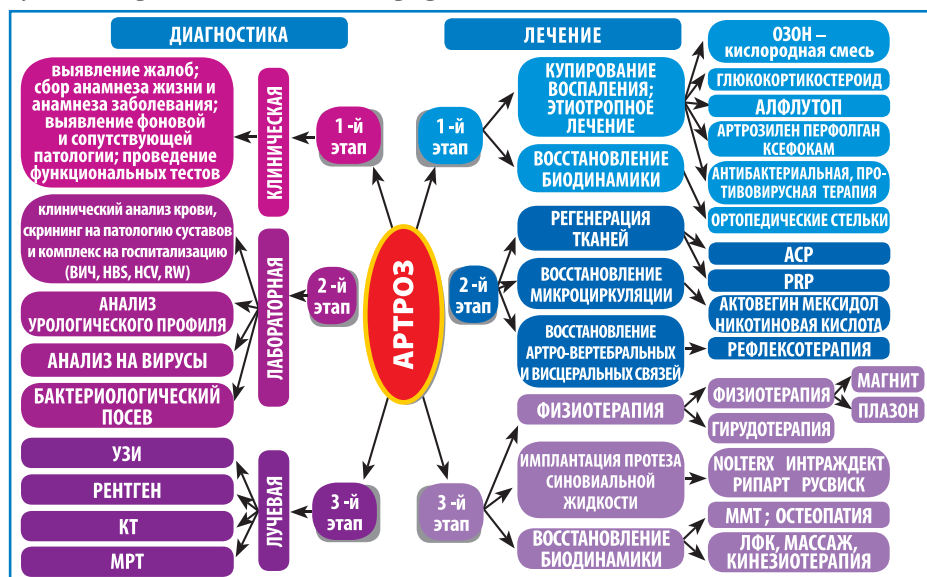 ДИАГНОСТИКА
ЛЕЧЕНИЕ
выявление жалоб;
сбор анамнеза жизни и
анамнеза заболевания;
выявление фоновой
и сопутствующей
патологии; проведение
функциональных тестов
КЛИНИЧЕСКАЯ
1-й
этап
клинический анализ крови,
скрининг на патологию суставов
и комплекс на госпитализацию
(ВИЧ, HBS, HCV, RW)
АНАЛИЗ
УРОЛОГИЧЕСКОГО ПРОФИЛЯ
АНАЛИЗ НА ВИРУСЫ
БАКТЕРИОЛОГИЧЕСКИЙ
ПОСЕВ
ЛАБОРАТОРНАЯ
2-й
этап
УЗИ
РЕНТГЕН
КТ
МРТ
ЛУЧЕВАЯ
3-й
этап
АРТРОЗ
1-й
этап
КУПИРОВАНИЕ
ВОСПАЛЕНИЯ;
ЭТИОТРОПНОЕ
ЛЕЧЕНИЕ
ВОССТАНОВЛЕНИЕ
БИОДИНАМИКИ
ОЗОН –
кислородная смесь
ГЛЮКОКОРТИКОСТЕРОИД
АЛФЛУТОП
АРТРОЗИЛЕН ПЕРФОЛГАН
КСЕФОКАМ
АНТИБАКТЕРИАЛЬНАЯ, ПРО-
ТИВОВИРУСНАЯ ТЕРАПИЯ
ОРТОПЕДИЧЕСКИЕ СТЕЛЬКИ
2-й
этап
РЕГЕНЕРАЦИЯ
ТКАНЕЙ
ВОССТАНОВЛЕНИЕ
МИКРОЦИРКУЛЯЦИИ
ВОССТАНОВЛЕНИЕ
АРТРО-ВЕРТЕБРАЛЬНЫХ
И ВИСЦЕРАЛЬНЫХ СВЯЗЕЙ
ACP
PRP
АКТОВЕГИН МЕКСИДОЛ
НИКОТИНОВАЯ КИСЛОТА
РЕФЛЕКСОТЕРАПИЯ
3-й
этап
ФИЗИОТЕРАПИЯ
ИМПЛАНТАЦИЯ ПРОТЕЗА
СИНОВИАЛЬНОЙ
ЖИДКОСТИ
ВОССТАНОВЛЕНИЕ
БИОДИНАМИКИ
ФИЗИОТЕРАПИЯ
МАГНИТ
ПЛАЗОН
ГИРУДОТЕРАПИЯ
NOLTERX ИНТРАЖДЕКТ
РИПАРТ РУСВИСК
ММТ ; ОСТЕОПАТИЯ
ЛФК, МАССАЖ,
КИНЕЗИОТЕРАПИЯ